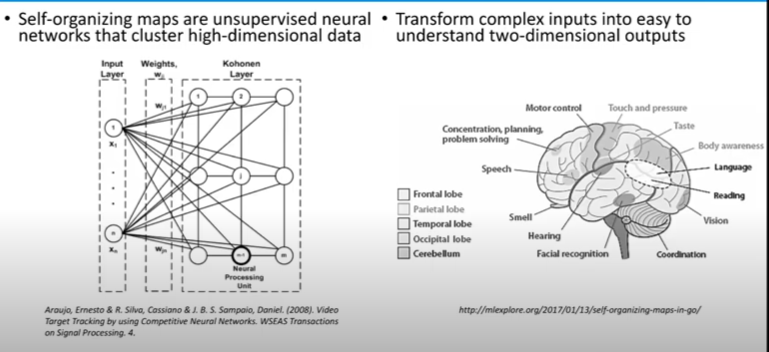 • Self-organizing maps are unsupervised neural
networks that cluster high-dimensional data
• Transform complex inputs into easy to
understand two-dimensional outputs
Input
Layer
Weights,
Kohonen
Layer
1
2
j
n
X₁
Xₙ
m
Neural
Processing
Unit
Araujo, Ernesto & R. Silva, Cassiano & J. B. S. Sampaio, Daniel. (2008). Video
Target Tracking by using Competitive Neural Networks. WSEAS Transactions
on Signal Processing. 4.
Motor control
Touch and pressure
Taste
Concentration, planning,
problem solving
Body awareness
Speech
Language
Reading
Frontal lobe
Parietal lobe
Temporal lobe
Occipital lobe
Cerebellum
Smell
Vision
Hearing
Facial recognition
Coordination
http://mlexplore.org/2017/01/13/self-organizing-maps-in-go/